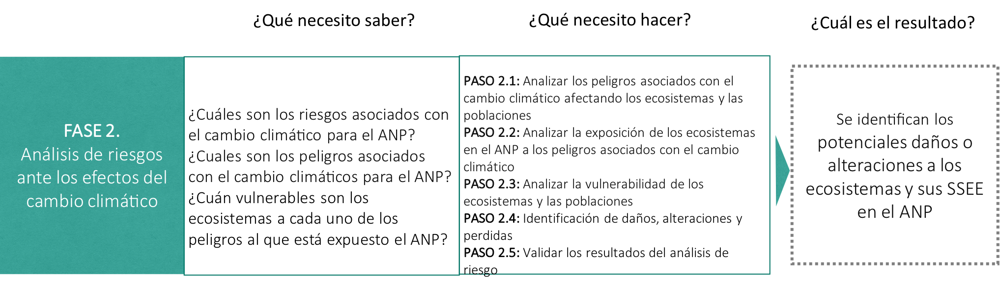 ¿Qué necesito saber?
¿Qué necesito hacer?
¿Cuál es el resultado?
FASE 2.
Análisis de riesgos
ante los efectos del
cambio climático
¿Cuáles son los riesgos asociados con
el cambio climático para el ANP?
¿Cuales son los peligros asociados
con el cambio climáticos para el ANP?
¿Cuán vulnerables son los
ecosistemas a cada uno de los
peligros al que está expuesto el ANP?
PASO 2.1: Analizar los peligros asociados con el
cambio climático afectando los ecosistemas y las
poblaciones
PASO 2.2: Analizar la exposición de los ecosistemas
en el ANP a los peligros asociados con el cambio
climático
PASO 2.3: Analizar la vulnerabilidad de los
ecosistemas y las poblaciones
PASO 2.4: Identificación de daños, alteraciones y
perdidas
PASO 2.5: Validar los resultados del análisis de
riesgo
Se identifican los
potenciales daños o
alteraciones a los
ecosistemas y sus SSEE
en el ANP